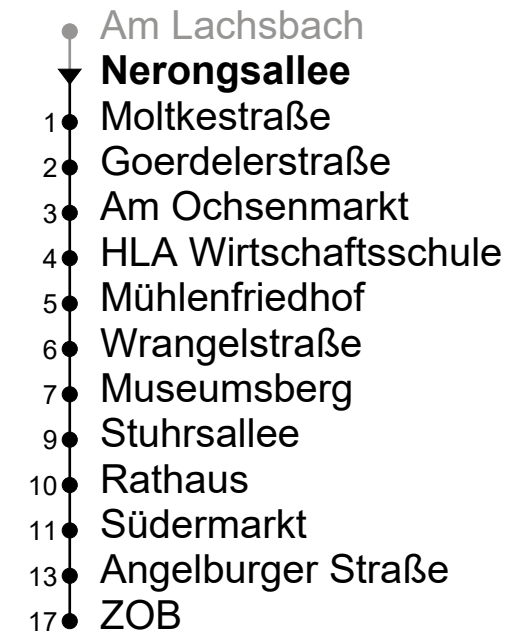 Am Lachsbach
Nerongsallee
1 Moltkestraße
2 Goerdelerstraße
3 Am Ochsenmarkt
4 HLA Wirtschaftsschule
5 Mühlenfriedhof
6 Wrangelstraße
7 Museumsberg
9 Stuhrsallee
10 Rathaus
11 Südermarkt
13 Angelburger Straße
17 ZOB